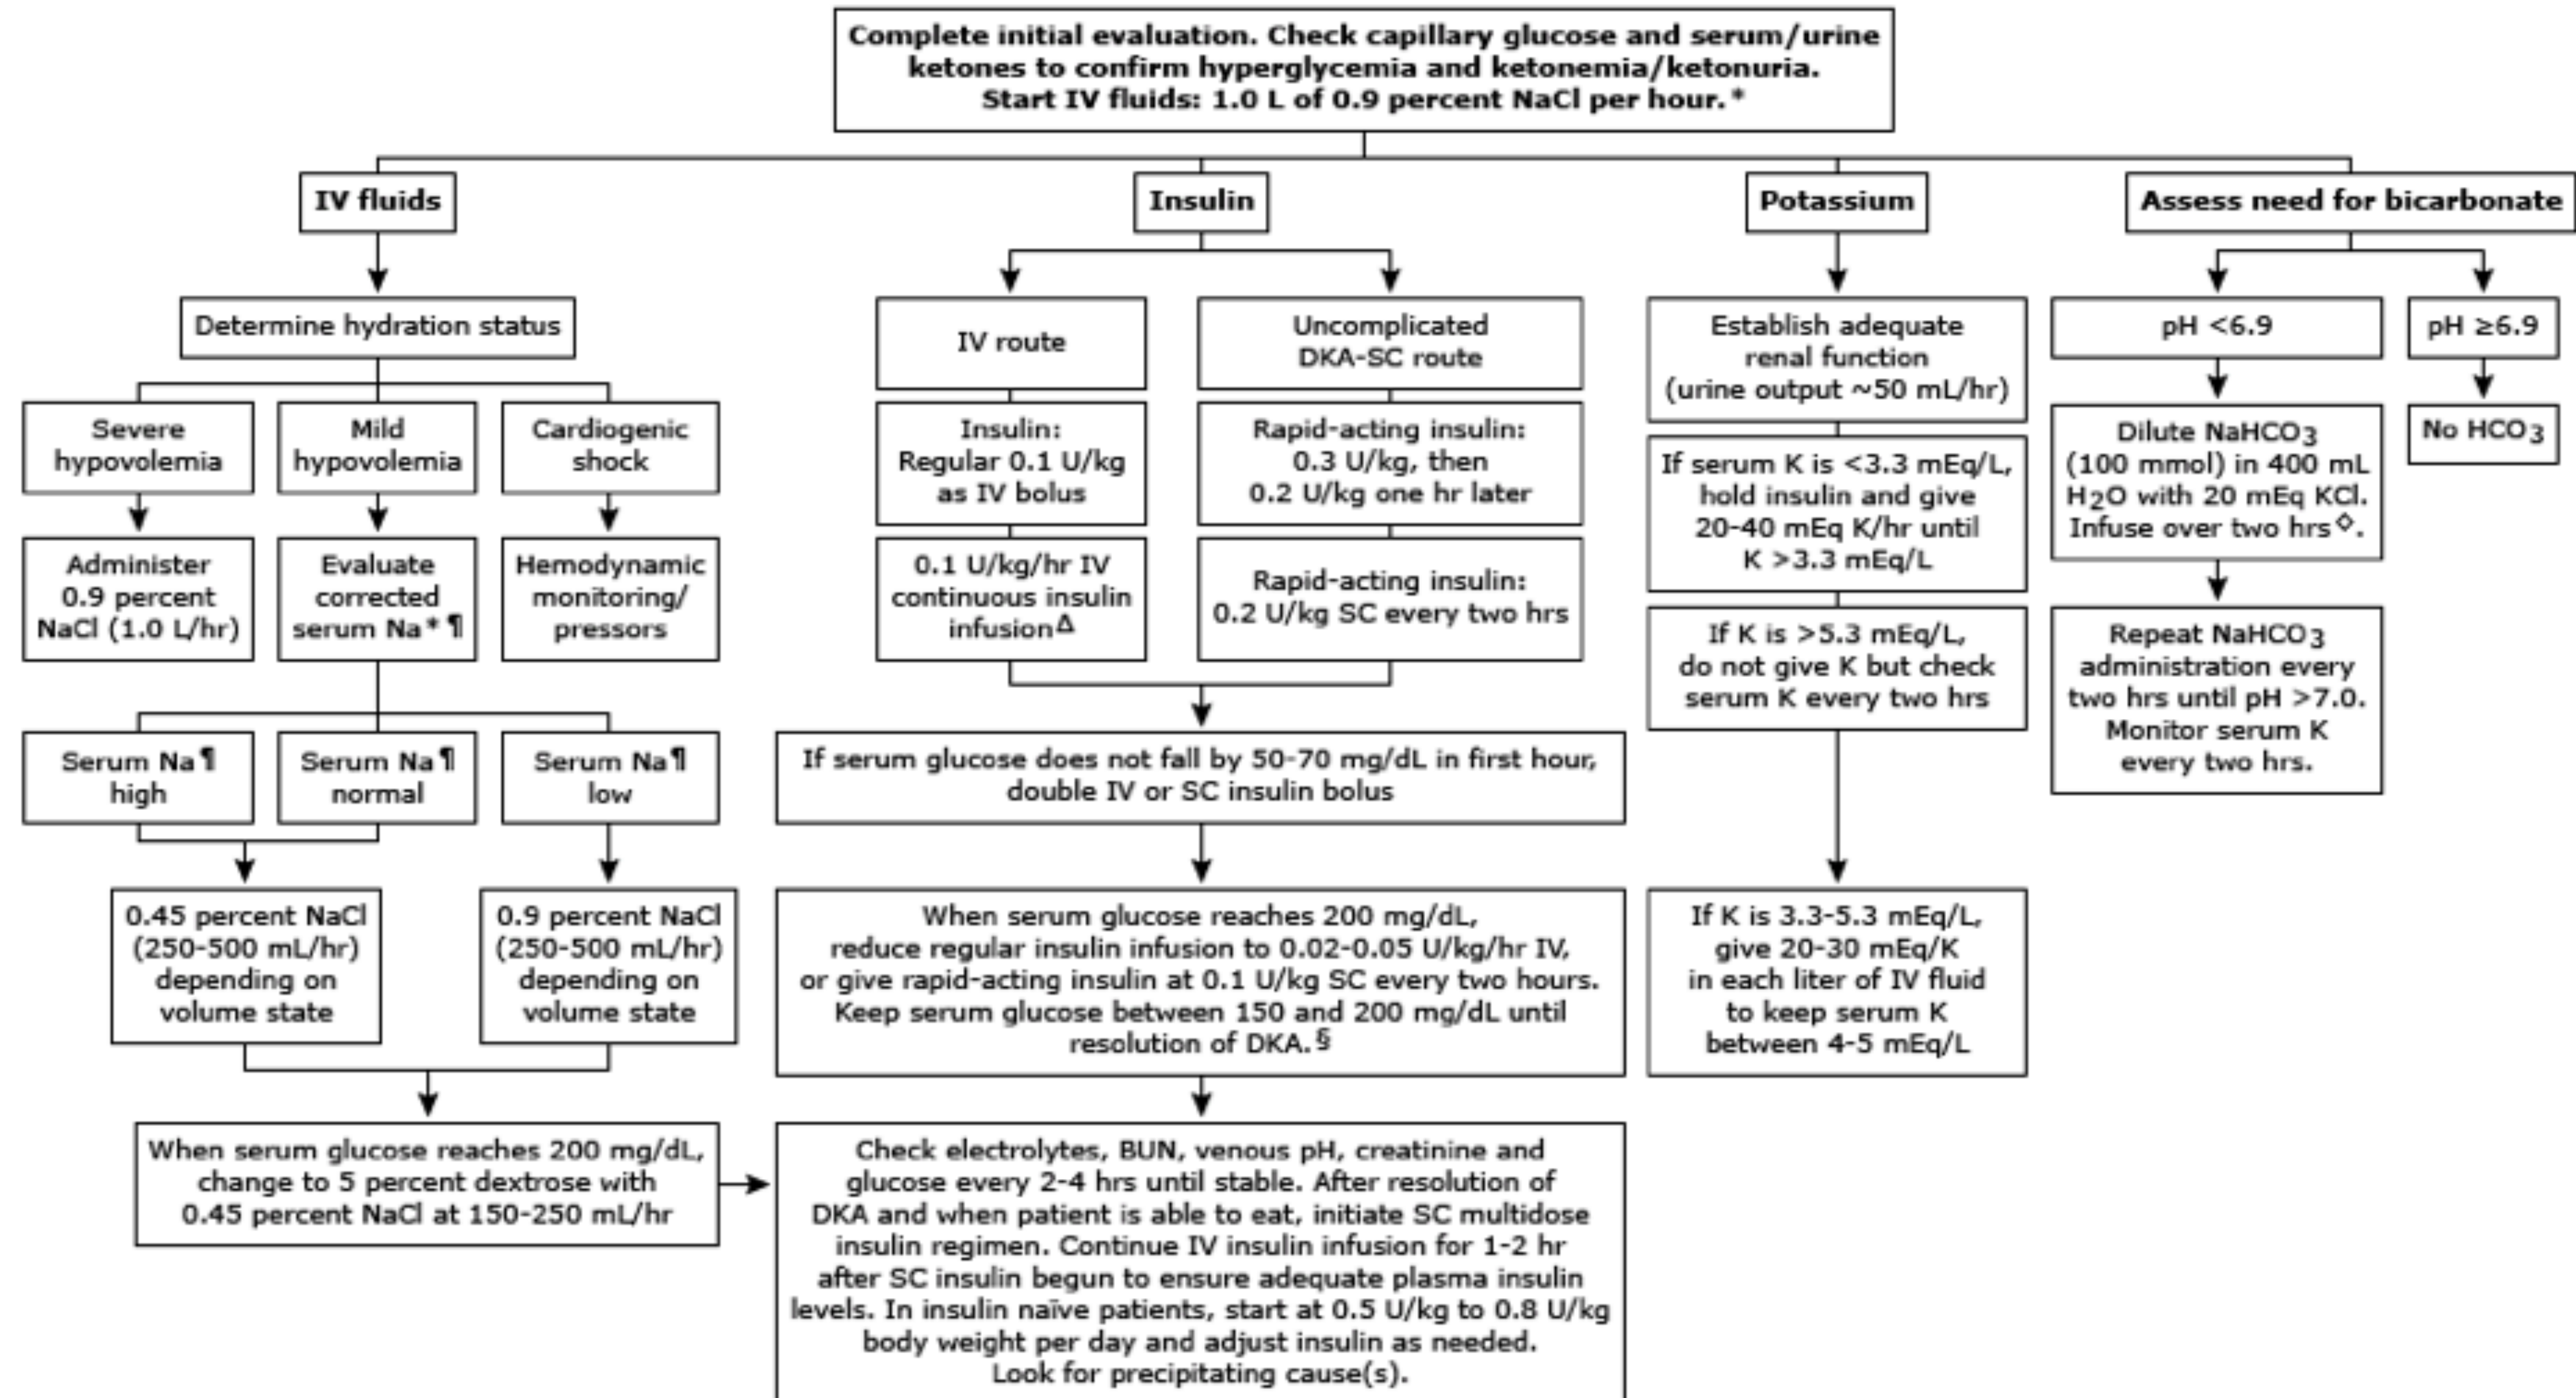 Complete initial evaluation. Check capillary glucose and serum/urine
ketones to confirm hyperglycemia and ketonemia/ketonuria.
Start IV fluids: 1.0 L of 0.9 percent NaCl per hour.*
IV fluids
Determine hydration status
Severe
hypovolemia
Administer
0.9 percent
NaCl (1.0 L/hr)
Mild
hypovolemia
Evaluate
corrected
serum Na*¶
Cardiogenic
shock
Hemodynamic
monitoring/
pressors
Serum Na¶
high
Serum Na¶
normal
Serum Na¶
low
0.45 percent NaCl
(250-500 mL/hr)
depending on
volume state
0.9 percent NaCl
(250-500 mL/hr)
depending on
volume state
When serum glucose reaches 200 mg/dL,
change to 5 percent dextrose with
0.45 percent NaCl at 150-250 mL/hr
Insulin
IV route
Insulin:
Regular 0.1 U/kg
as IV bolus
0.1 U/kg/hr IV
continuous insulin
infusionΔ
Uncomplicated
DKA-SC route
Rapid-acting insulin:
0.3 U/kg, then
0.2 U/kg one hr later
Rapid-acting insulin:
0.2 U/kg SC every two hrs
If serum glucose does not fall by 50-70 mg/dL in first hour,
double IV or SC insulin bolus
When serum glucose reaches 200 mg/dL,
reduce regular insulin infusion to 0.02-0.05 U/kg/hr IV,
or give rapid-acting insulin at 0.1 U/kg SC every two hours.
Keep serum glucose between 150 and 200 mg/dL until
resolution of DKA.§
Check electrolytes, BUN, venous pH, creatinine and
glucose every 2-4 hrs until stable. After resolution of
DKA and when patient is able to eat, initiate SC multidose
insulin regimen. Continue IV insulin infusion for 1-2 hr
after SC insulin begun to ensure adequate plasma insulin
levels. In insulin naïve patients, start at 0.5 U/kg to 0.8 U/kg
body weight per day and adjust insulin as needed.
Look for precipitating cause(s).
Potassium
Establish adequate
renal function
(urine output ~50 mL/hr)
If serum K is <3.3 mEq/L,
hold insulin and give
20-40 mEq K/hr until
K >3.3 mEq/L
If K is >5.3 mEq/L,
do not give K but check
serum K every two hrs
If K is 3.3-5.3 mEq/L,
give 20-30 mEq/K
in each liter of IV fluid
to keep serum K
between 4-5 mEq/L
Assess need for bicarbonate
pH <6.9
Dilute NaHCO3
(100 mmol) in 400 mL
H2O with 20 mEq KCl.
Infuse over two hrs◇.
Repeat NaHCO3
administration every
two hrs until pH >7.0.
Monitor serum K
every two hrs.
pH ≥6.9
No HCO3